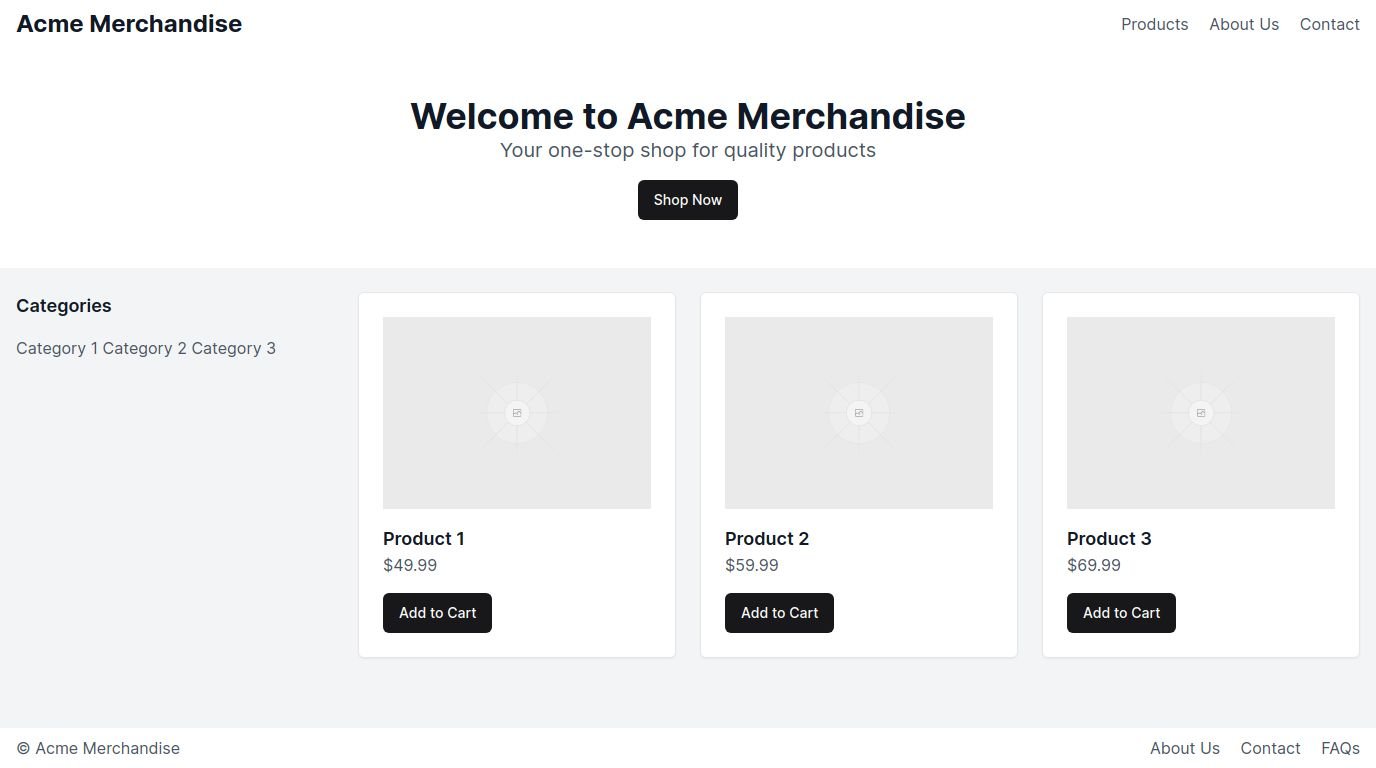 Acme Merchandise
Products About Us Contact
Welcome to Acme Merchandise
Your one-stop shop for quality products
Shop Now
Categories
Category 1 Category 2 Category 3
Product 1
$49.99
Add to Cart
Product 2
$59.99
Add to Cart
Product 3
$69.99
Add to Cart
© Acme Merchandise
About Us Contact FAQs